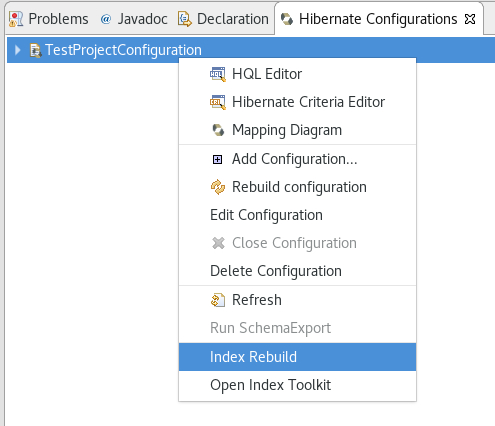 Problems @ Javadoc Declaration Hibernate Configurations
TestProjectConfiguration
HQL Editor
Hibernate Criteria Editor
Mapping Diagram
Add Configuration...
Rebuild configuration
Edit Configuration
Close Configuration
Delete Configuration
Refresh
Run SchemaExport
Index Rebuild
Open Index Toolkit